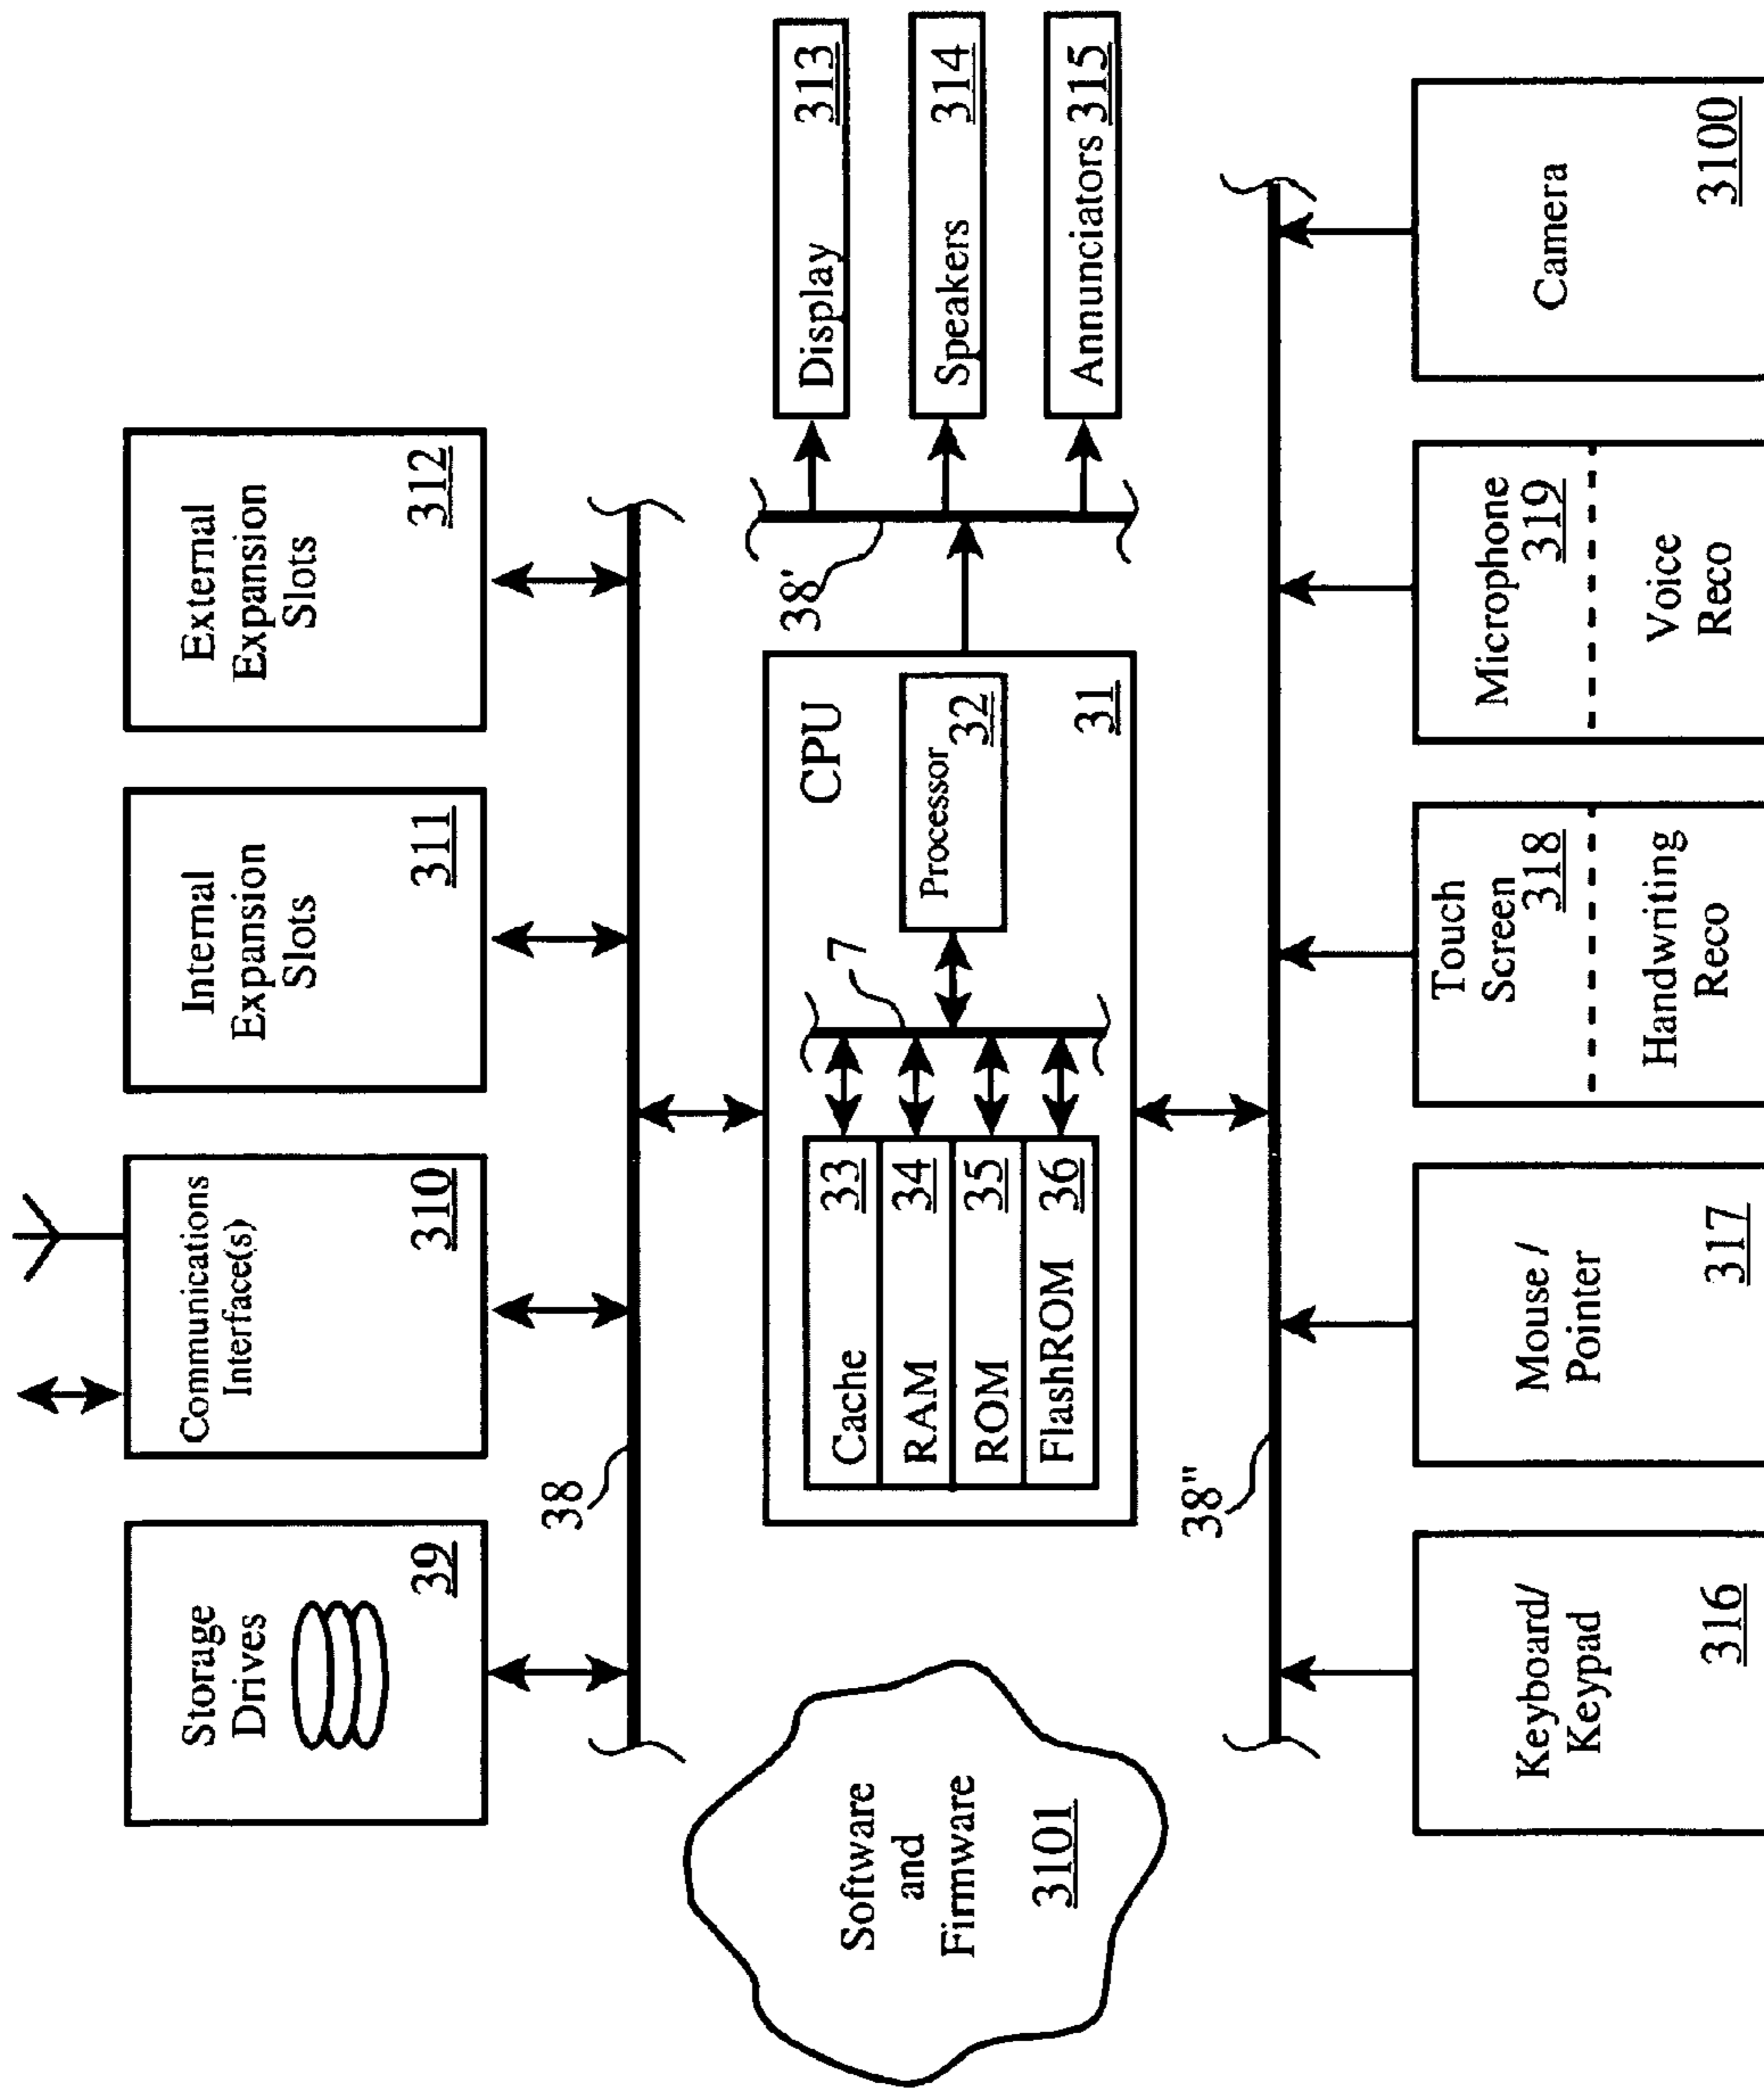 Storage
Drives
39
Communications
Interface(s)
310
Internal
Expansion
Slots
311
External
Expansion
Slots
312
38
Software
and
Firmware
3101
CPU
Cache 33
RAM 34
ROM 35
FlashROM 36
7
Processor
32
31
38'
Display 313
Speakers 314
Annunciators 315
38"
Keyboard/
Keypad
316
Mouse /
Pointer
317
Touch
Screen
318
Handwriting
Reco
Microphone
319
Voice
Reco
Camera
3100